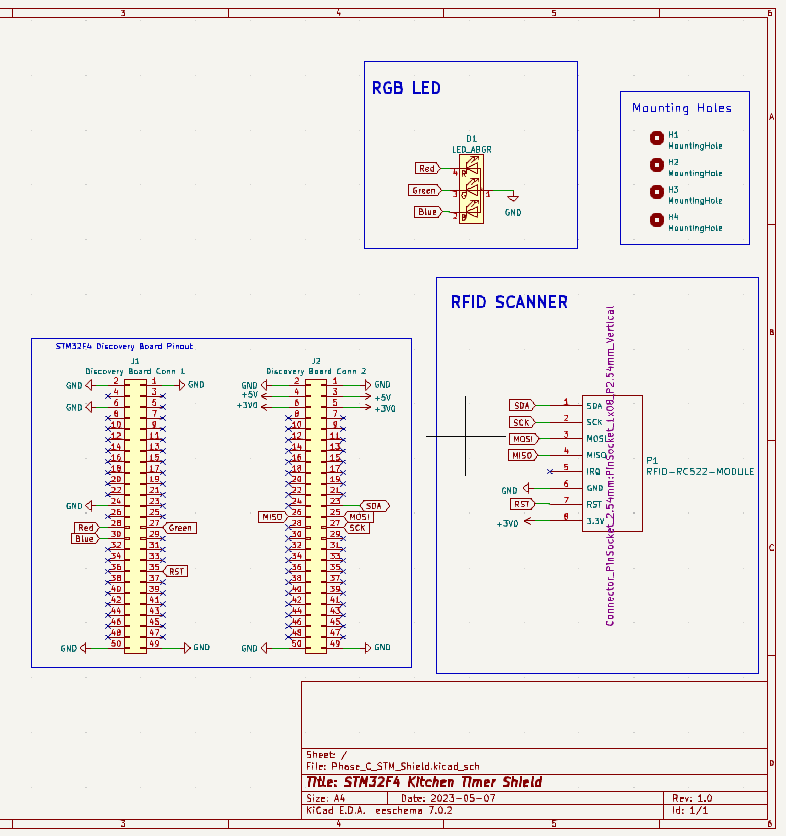 3 4 5 6
RGB LED
D1
LED_ABGR
Red 4 R
Green 3 G 1
Blue 2 B
GND
Mounting Holes
H1
MountingHole
H2
MountingHole
H3
MountingHole
H4
MountingHole
A
B
C
D
STM32F4 Discovery Board Pinout
J1
Discovery Board Conn 1
GND 2 1 GND
4 3
GND 6 5
8 7
10 9
12 11
14 13
16 15
18 17
20 19
22 21
GND 24 23
26 25
Red 28 27 Green
Blue 30 29
32 31
34 33
36 35 RST
38 37
40 39
42 41
44 43
46 45
48 47
GND 50 49 GND
J2
Discovery Board Conn 2
GND 2 1 GND
+5V 4 3 +5V
+3V0 6 5 +3V0
8 7
10 9
12 11
14 13
16 15
18 17
20 19
22 21
24 23 SDA
MISO 26 25 MOSI
28 27 SCK
30 29
32 31
34 33
36 35
38 37
40 39
42 41
44 43
46 45
48 47
GND 50 49 GND
RFID SCANNER
SDA 1 SDA
SCK 2 SCK
MOSI 3 MOSI
MISO 4 MISO
5 IRQ
GND 6 GND
RST 7 RST
+3V0 8 3.3V
Connector_PinSocket_2.54mm:PinSocket_1x08_P2.54mm_Vertical
P1
RFID-RC522-MODULE
Sheet: /
File: Phase_C_STM_Shield.kicad_sch
Title: STM32F4 Kitchen Timer Shield
Size: A4 Date: 2023-05-07 Rev: 1.0
KiCad E.D.A. eeschema 7.0.2 Id: 1/1
3 4 5 6